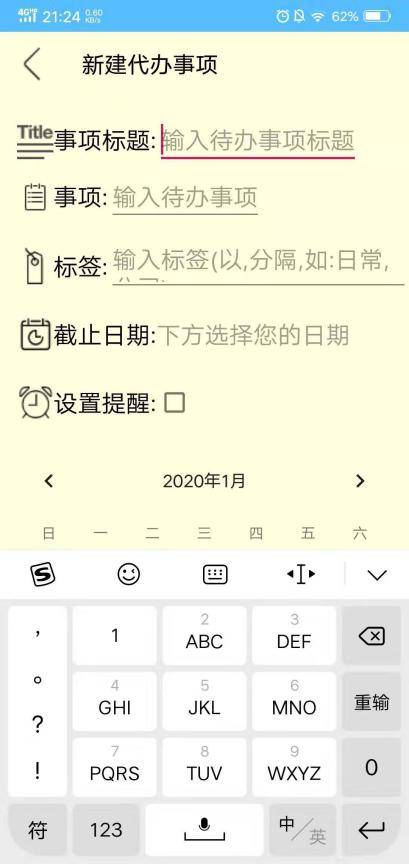 4GHD 21:24 0.60 KB/s 62%
新建代办事项
Title 事项标题: 输入待办事项标题
事项: 输入待办事项
标签: 输入标签(以,分隔,如:日常,
截止日期:下方选择您的日期
设置提醒:
2020年1月
日 一 二 三 四 五 六
S
, 1 2 ABC 3 DEF
。 4 GHI 5 JKL 6 MNO 重输
? 7 PQRS 8 TUV 9 WXYZ 0
!
符 123 中/英